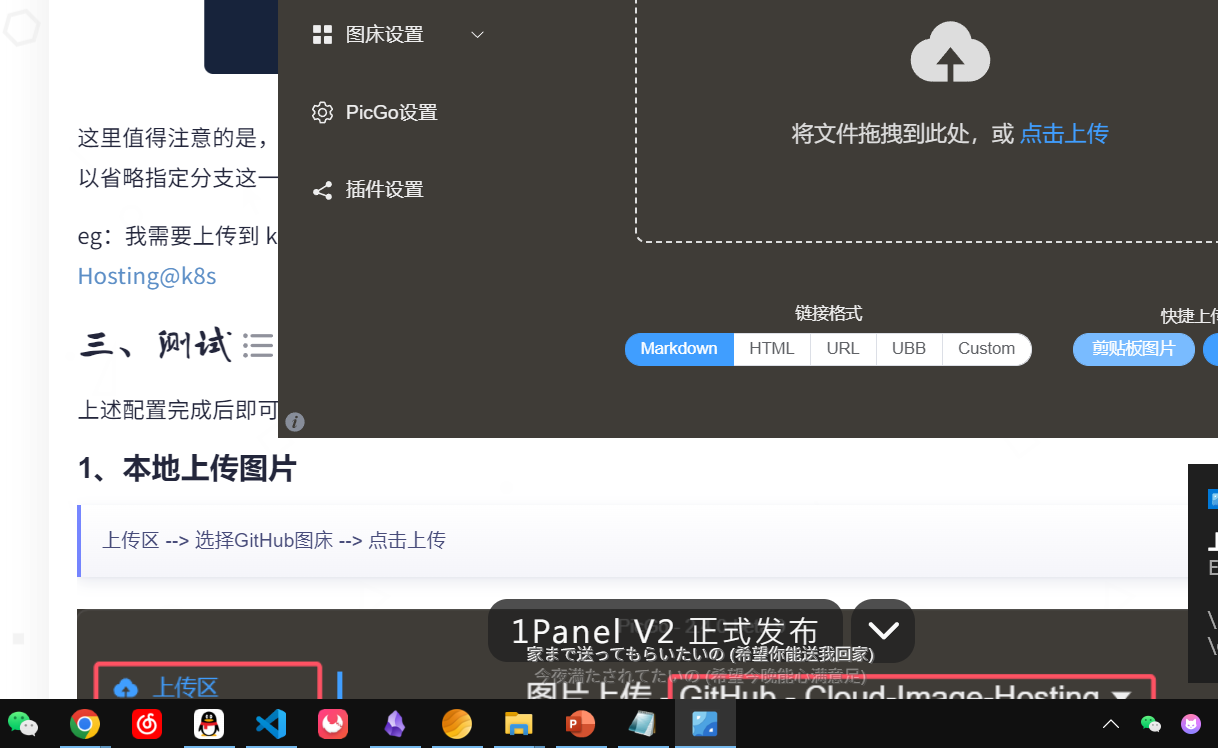 图床设置
PicGo设置
插件设置
将文件拖拽到此处，或 点击上传
链接格式
快捷上传
Markdown
HTML
URL
UBB
Custom
剪贴板图片
这里值得注意的是，
以省略指定分支这一
eg：我需要上传到 k
Hosting@k8s
三、测试
上述配置完成后即可
1、本地上传图片
上传区 --> 选择GitHub图床 --> 点击上传
1Panel V2 正式发布
家まで送ってもらいたいの (希望你能送我回家)
今夜満たされてたいの (希望今晚能心满意足)
上传区
图片上传 - GitHub - Cloud-Image-Hosting